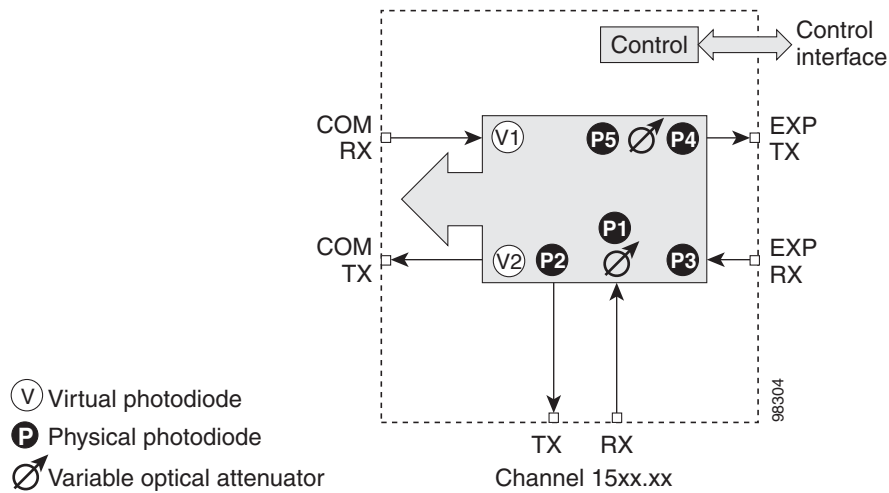 Control
Control
interface
COM
RX
V1
P5
P4
EXP
TX
P1
COM
TX
V2
P2
P3
EXP
RX
98304
V Virtual photodiode
P Physical photodiode
Variable optical attenuator
TX
RX
Channel 15xx.xx